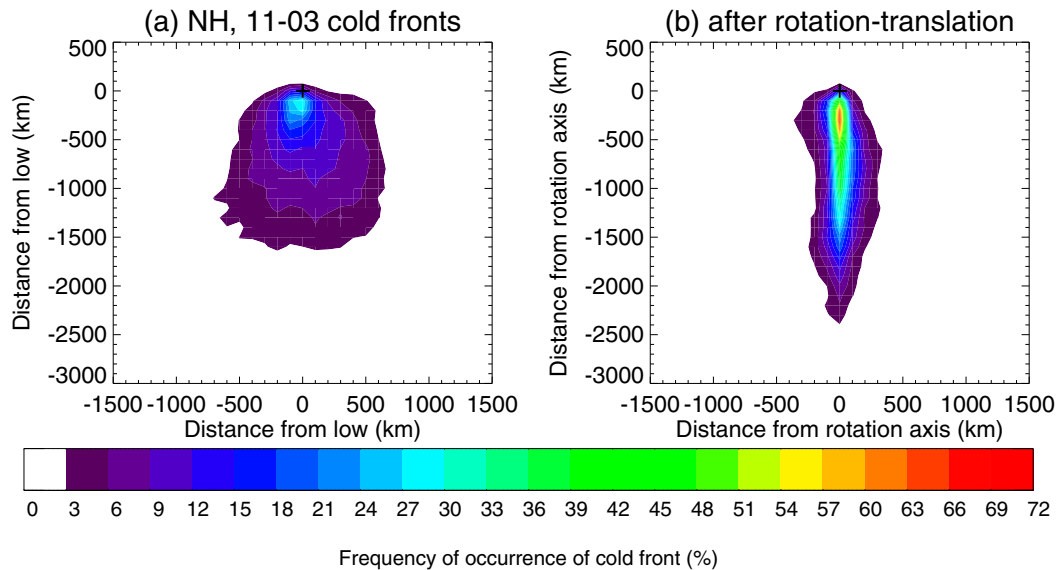 (a) NH, 11-03 cold fronts
(b) after rotation-translation
500
0
-500
-1000
-1500
-2000
-2500
-3000
Distance from low (km)
-1500 -1000 -500 0 500 1000 1500
Distance from low (km)
500
0
-500
-1000
-1500
-2000
-2500
-3000
Distance from rotation axis (km)
-1500 -1000 -500 0 500 1000 1500
Distance from rotation axis (km)
0 3 6 9 12 15 18 21 24 27 30 33 36 39 42 45 48 51 54 57 60 63 66 69 72
Frequency of occurrence of cold front (%)